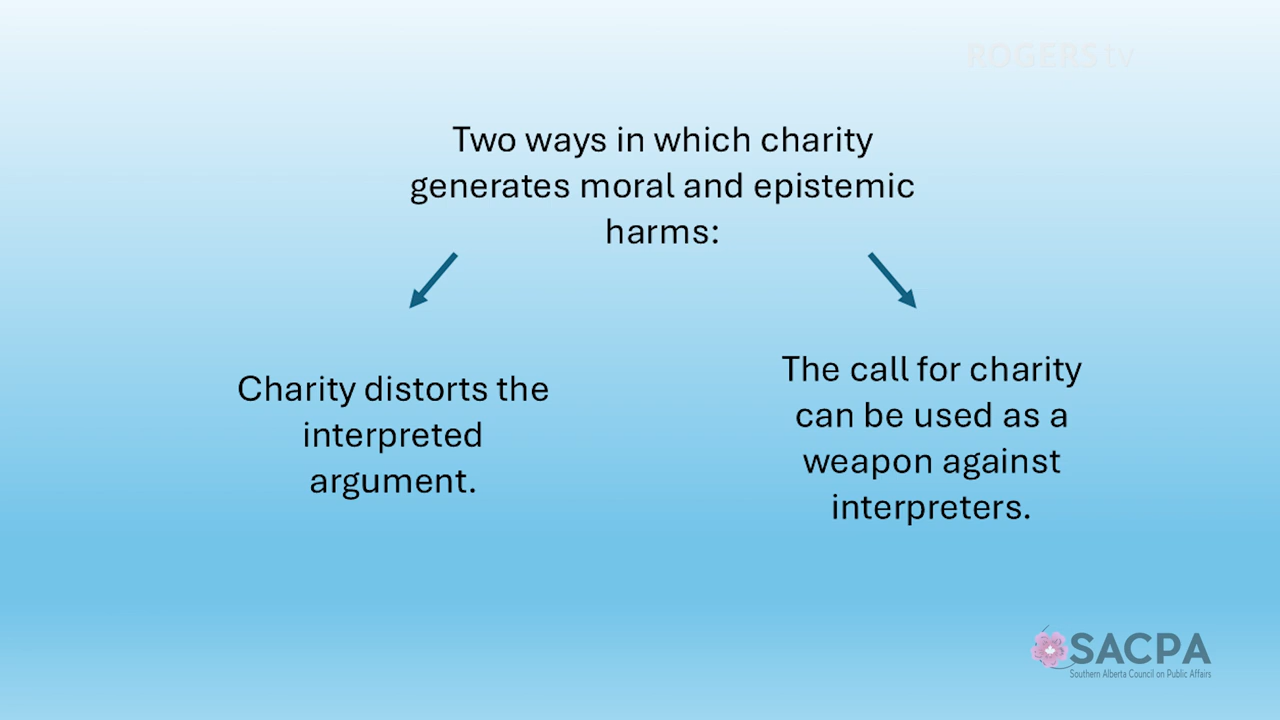 ROGERS tv
Two ways in which charity
generates moral and epistemic
harms:
Charity distorts the
interpreted
argument.
The call for charity
can be used as a
weapon against
interpreters.
SACPA
Southern Alberta Council on Public Affairs